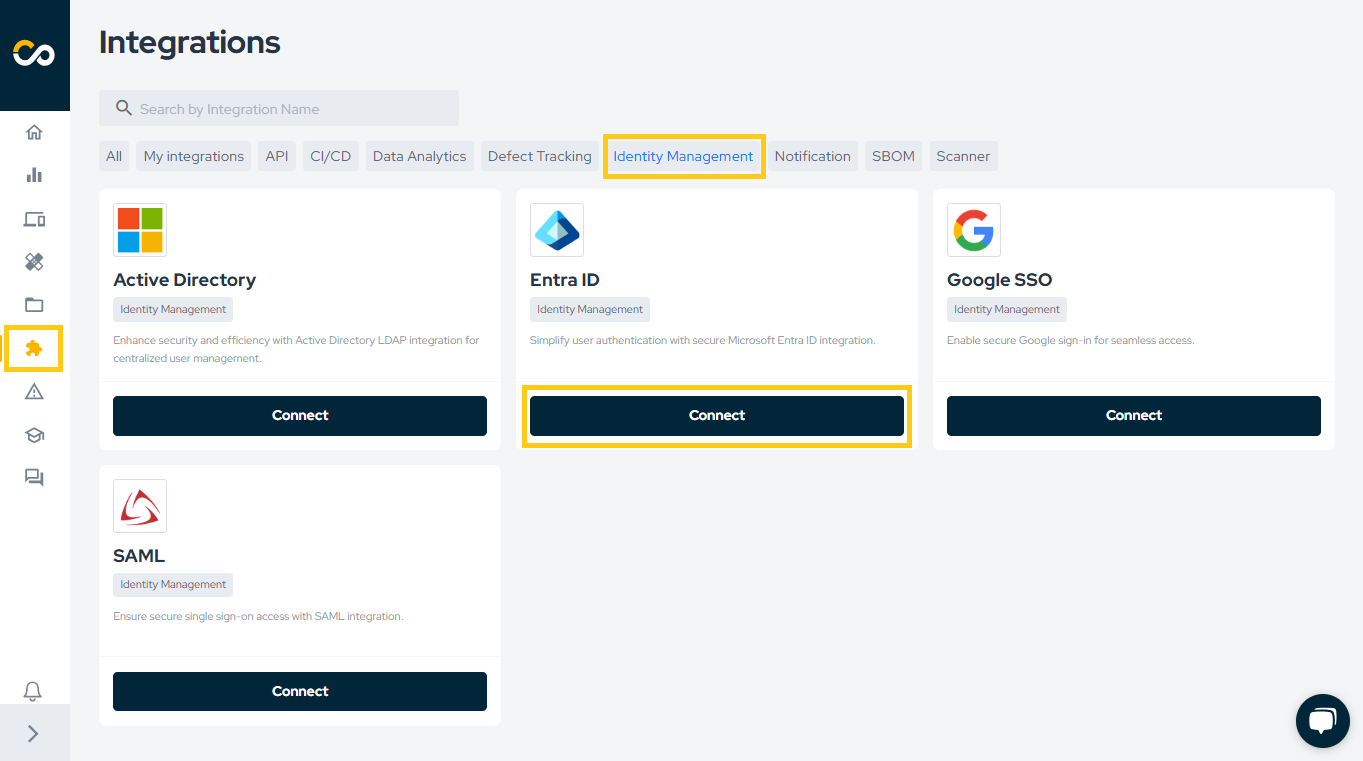 Integrations
Search by Integration Name
All My integrations API CI/CD Data Analytics Defect Tracking Identity Management Notification SBOM Scanner
Active Directory
Identity Management
Enhance security and efficiency with Active Directory LDAP integration for
centralized user management.
Connect
Entra ID
Identity Management
Simplify user authentication with secure Microsoft Entra ID integration.
Connect
Google SSO
Identity Management
Enable secure Google sign-in for seamless access.
Connect
SAML
Identity Management
Ensure secure single sign-on access with SAML integration.
Connect